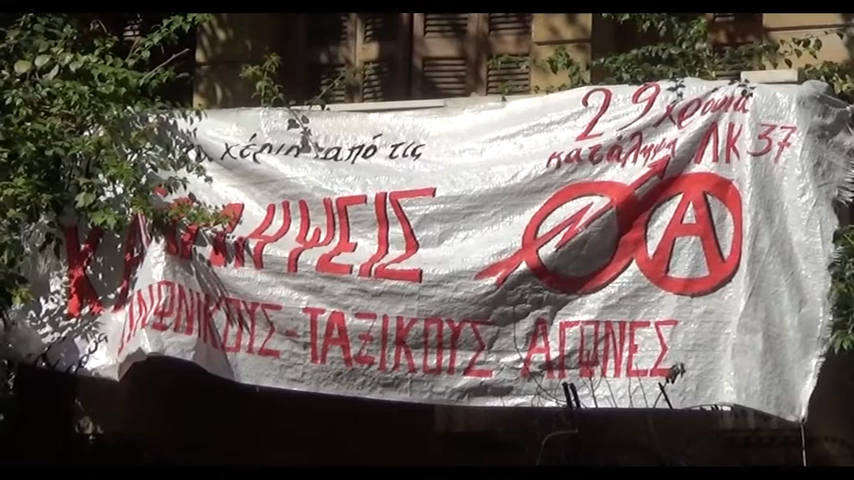 29 χρόνια
κατάληψη ΛΚ 37
χέρια από τις
ΚΑΤΑΛΗΨΕΙΣ
Α
ΚΟΙΝΩΝΙΚΟΥΣ-ΤΑΞΙΚΟΥΣ ΑΓΩΝΕΣ